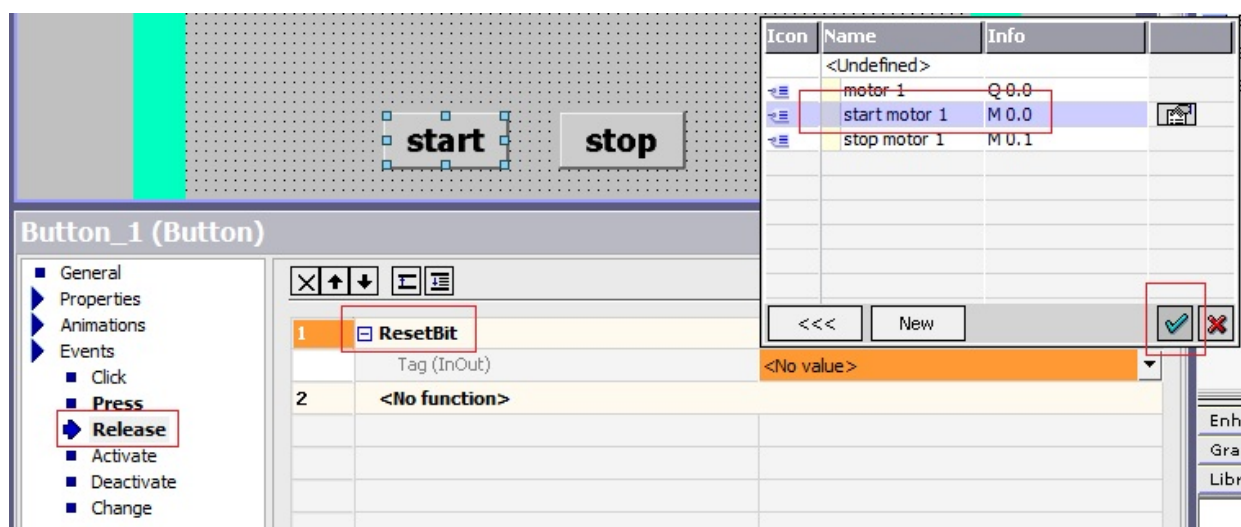 Icon Name Info
<Undefined>
motor 1 Q 0.0
start motor 1 M 0.0
stop motor 1 M 0.1
start stop
<<< New
Button_1 (Button)
General
Properties
Animations
Events
Click
Press
Release
Activate
Deactivate
Change
1 ResetBit
Tag (InOut) <No value>
2 <No function>
Enh
Gra
Libr